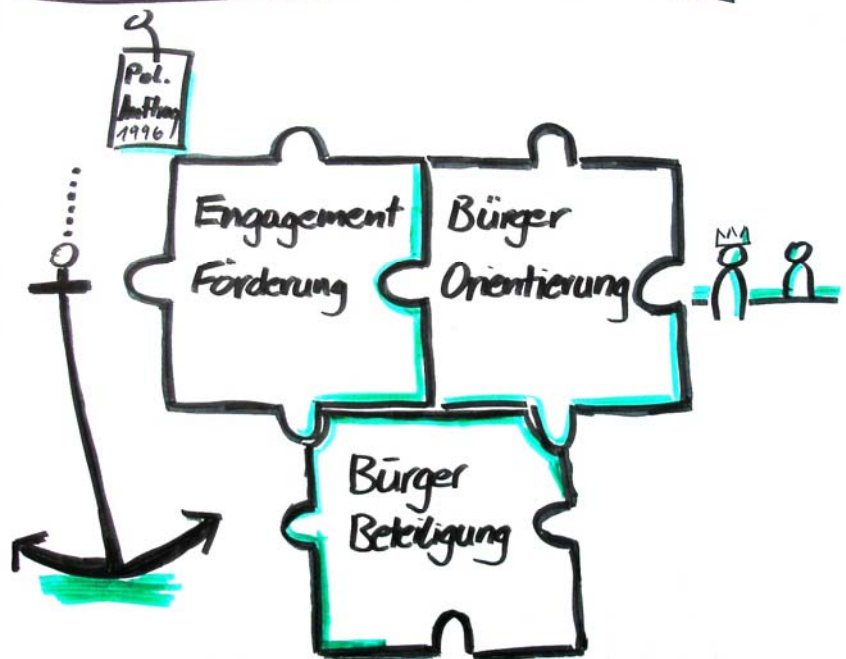 Pol.
Auftrag
1996
Engagement
Förderung
Bürger
Orientierung
Bürger
Beteiligung